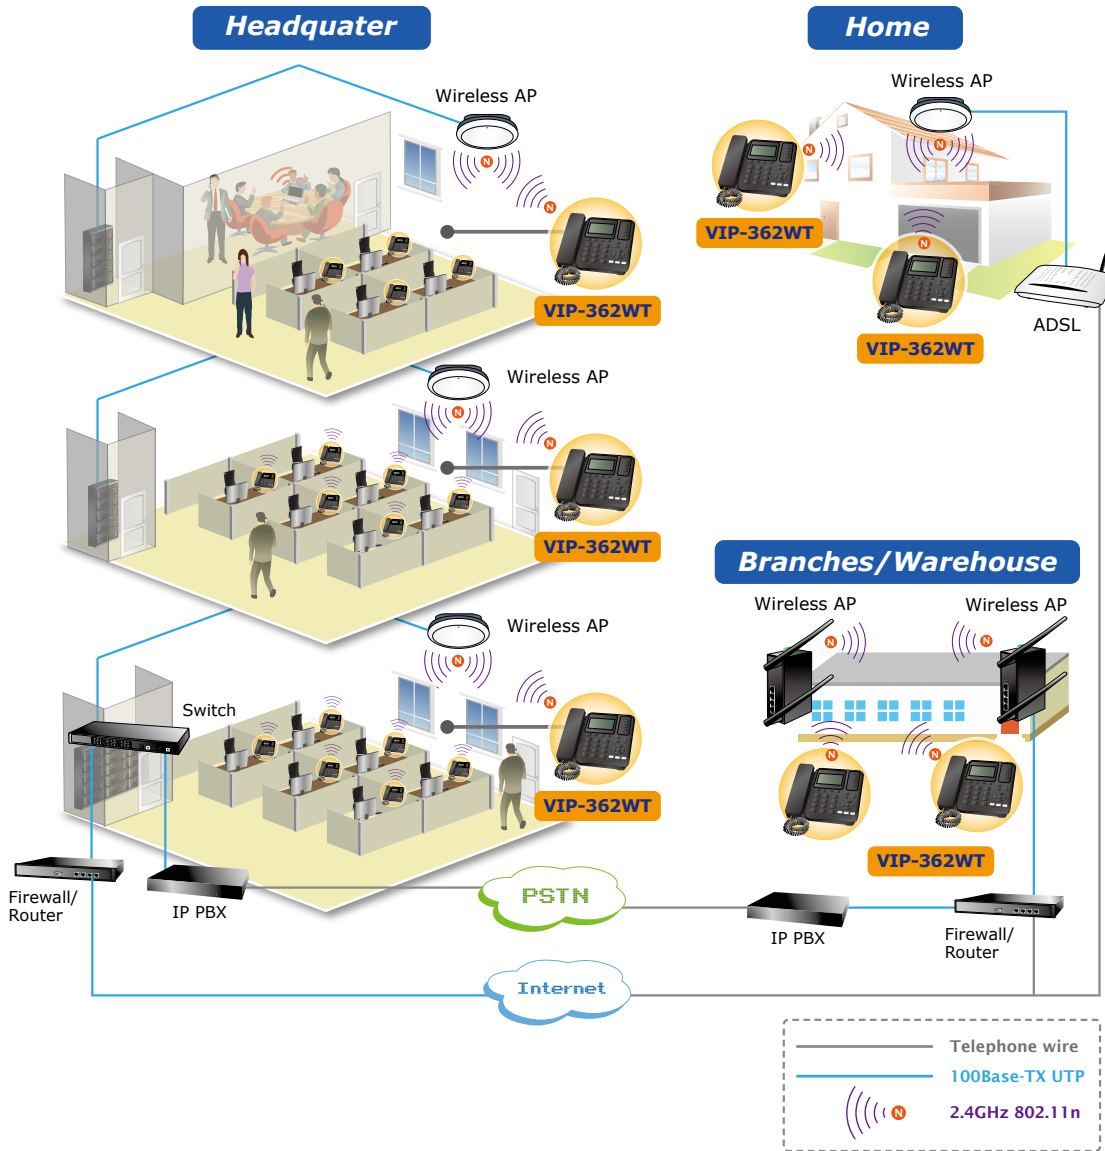 Headquater
Home
Wireless AP
Wireless AP
N
N
N
N
N
VIP-362WT
VIP-362WT
VIP-362WT
ADSL
Wireless AP
N
N
VIP-362WT
Branches/Warehouse
Wireless AP
Wireless AP
Wireless AP
N
N
N
N
Switch
N
N
VIP-362WT
VIP-362WT
Firewall/
Router
IP PBX
PSTN
IP PBX
Firewall/
Router
Internet
Telephone wire
100Base-TX UTP
N
2.4GHz 802.11n